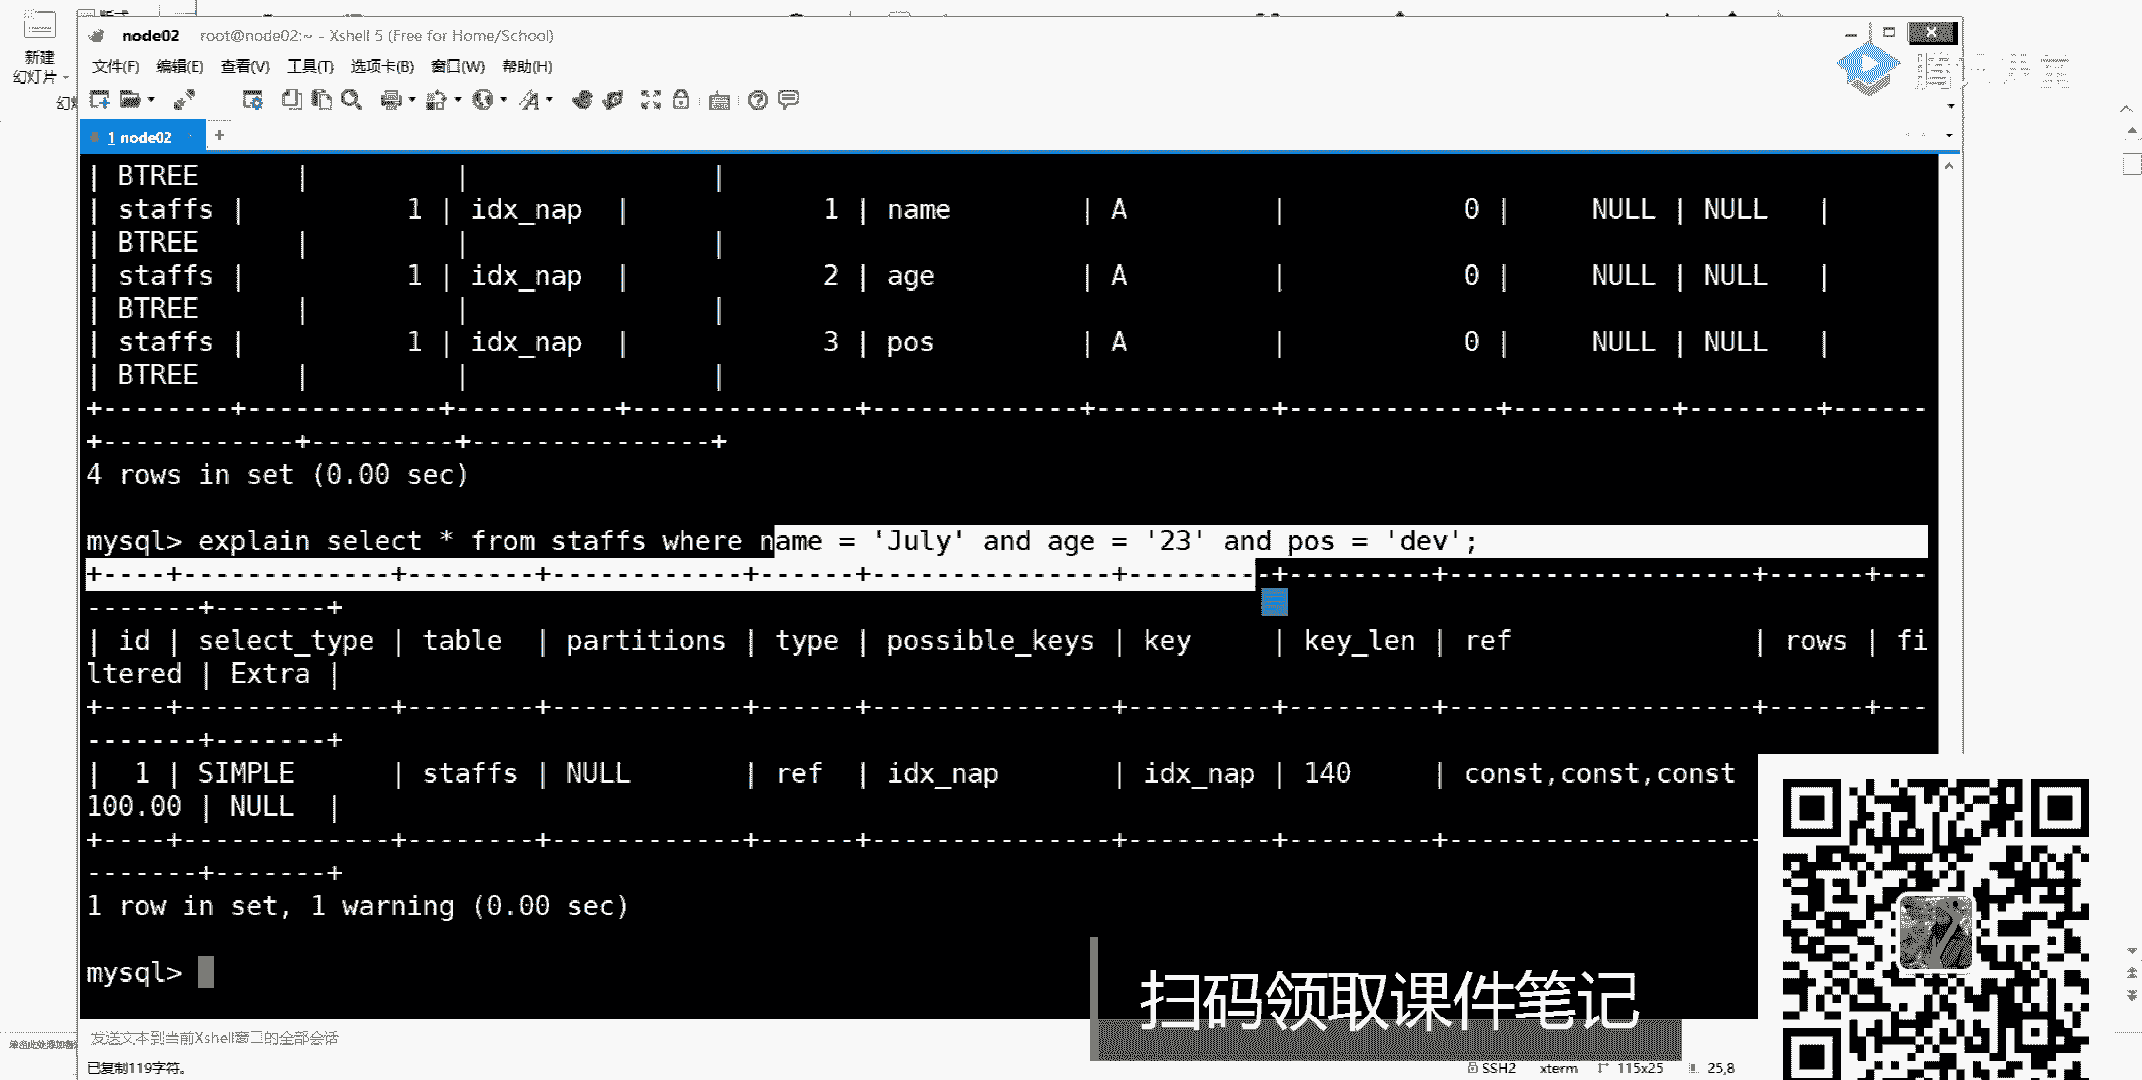 新建
幻灯片
node02 root@node02:~ - Xshell 5 (Free for Home/School)
文件(F) 编辑(E) 查看(V) 工具(T) 选项卡(B) 窗口(W) 帮助(H)
1 node02 +
| BTREE | | |
| staffs | 1 | idx_nap | 1 | name | A | 0 | NULL | NULL |
| BTREE | | |
| staffs | 1 | idx_nap | 2 | age | A | 0 | NULL | NULL |
| BTREE | | |
| staffs | 1 | idx_nap | 3 | pos | A | 0 | NULL | NULL |
| BTREE | | |
+--------+------------+----------+--------------+-------------+-----------+-------------+----------+--------+------
+------------+---------+---------------+
4 rows in set (0.00 sec)
mysql> explain select * from staffs where name = 'July' and age = '23' and pos = 'dev';
+----+-------------+--------+------------+------+---------------+---------+---------+-------------------+------+---
-------+-------+
| id | select_type | table | partitions | type | possible_keys | key | key_len | ref | rows | fi
ltered | Extra |
+----+-------------+--------+------------+------+---------------+---------+---------+-------------------+------+---
-------+-------+
| 1 | SIMPLE | staffs | NULL | ref | idx_nap | idx_nap | 140 | const,const,const
100.00 | NULL |
+----+-------------+--------+------------+------+---------------+---------+---------+-------------------+
-------+-------+
1 row in set, 1 warning (0.00 sec)
mysql>
扫码领取课件笔记
发送文本到当前Xshell窗口的全部会话
已复制119字符。 SSH2 xterm 115x25 25,8